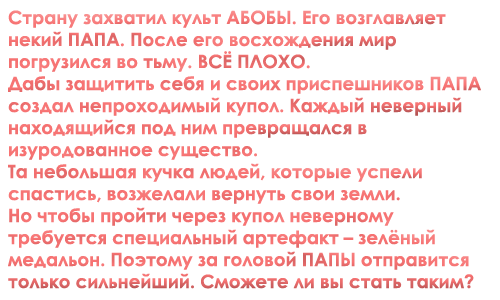 Страну захватил культ АБОБЫ. Его возглавляет
некий ПАПА. После его восхождения мир
погрузился во тьму. ВСЁ ПЛОХО.
Дабы защитить себя и своих приспешников ПАПА
создал непроходимый купол. Каждый неверный
находящийся под ним превращался в
изуродованное существо.
Та небольшая кучка людей, которые успели
спастись, возжелали вернуть свои земли.
Но чтобы пройти через купол неверному
требуется специальный артефакт – зелёный
медальон. Поэтому за головой ПАПЫ отправится
только сильнейший. Сможете ли вы стать таким?